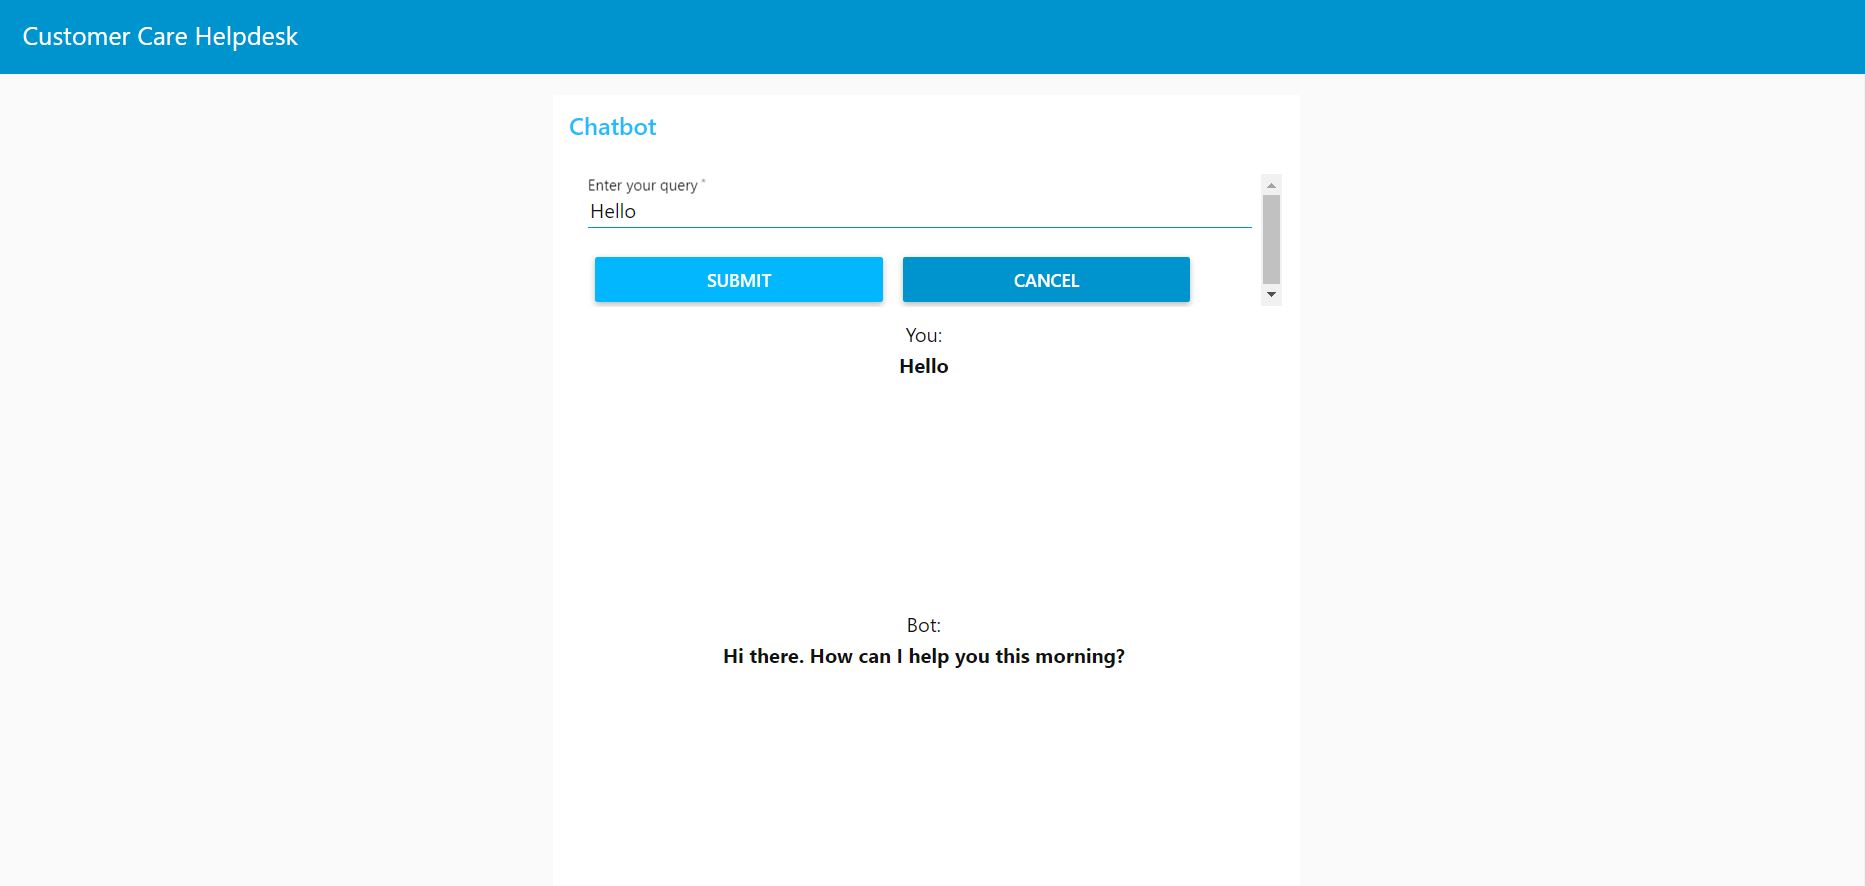 Customer Care Helpdesk
Chatbot
Enter your query *
Hello
SUBMIT CANCEL
You:
Hello
Bot:
Hi there. How can I help you this morning?